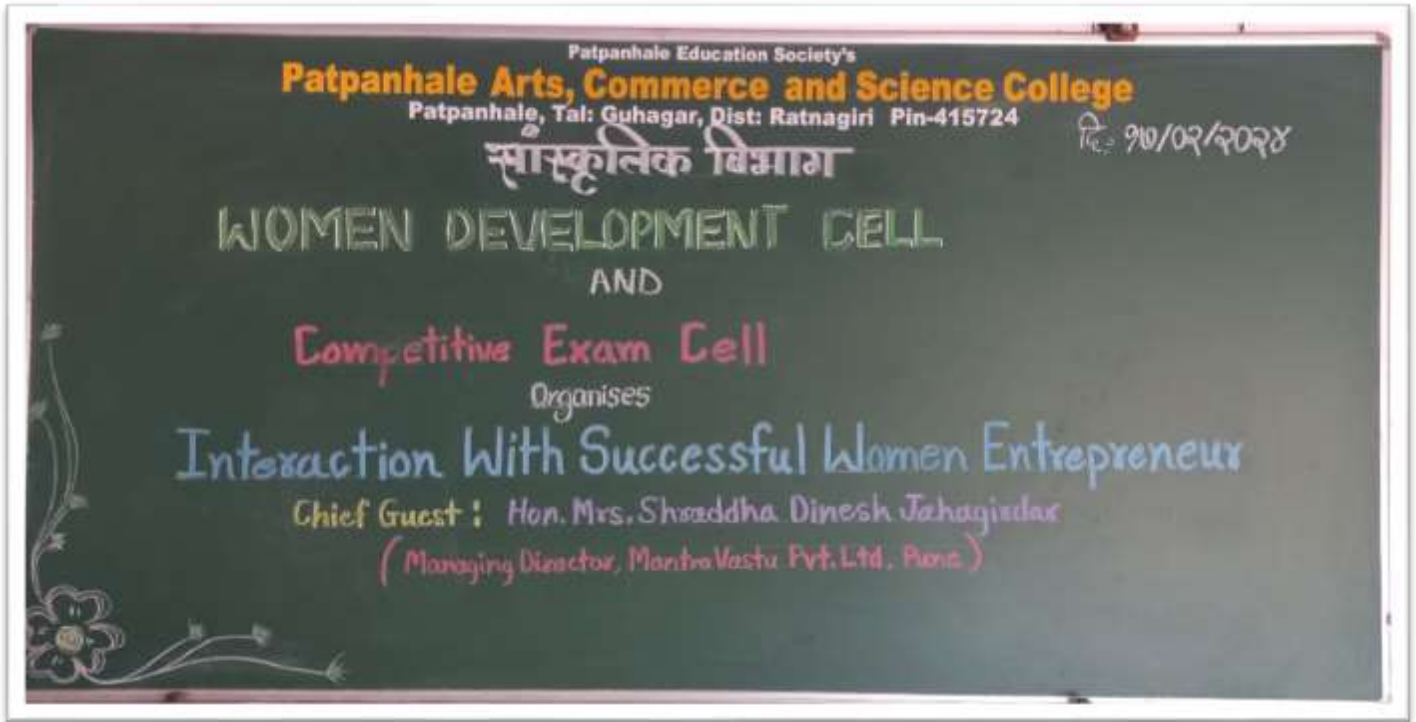 Patpanhale Education Society's
Patpanhale Arts, Commerce and Science College
Patpanhale, Tal: Guhagar, Dist: Ratnagiri Pin-415724
दि. १७/०२/२०२४
सांस्कृतिक विभाग
WOMEN DEVELOPMENT CELL
AND
Competitive Exam Cell
Organises
Interaction With Successful Women Entrepreneur
Chief Guest : Hon. Mrs. Shraddha Dinesh Jahagirdar
(Managing Director, Mantra Vastu Pvt. Ltd. Pune)